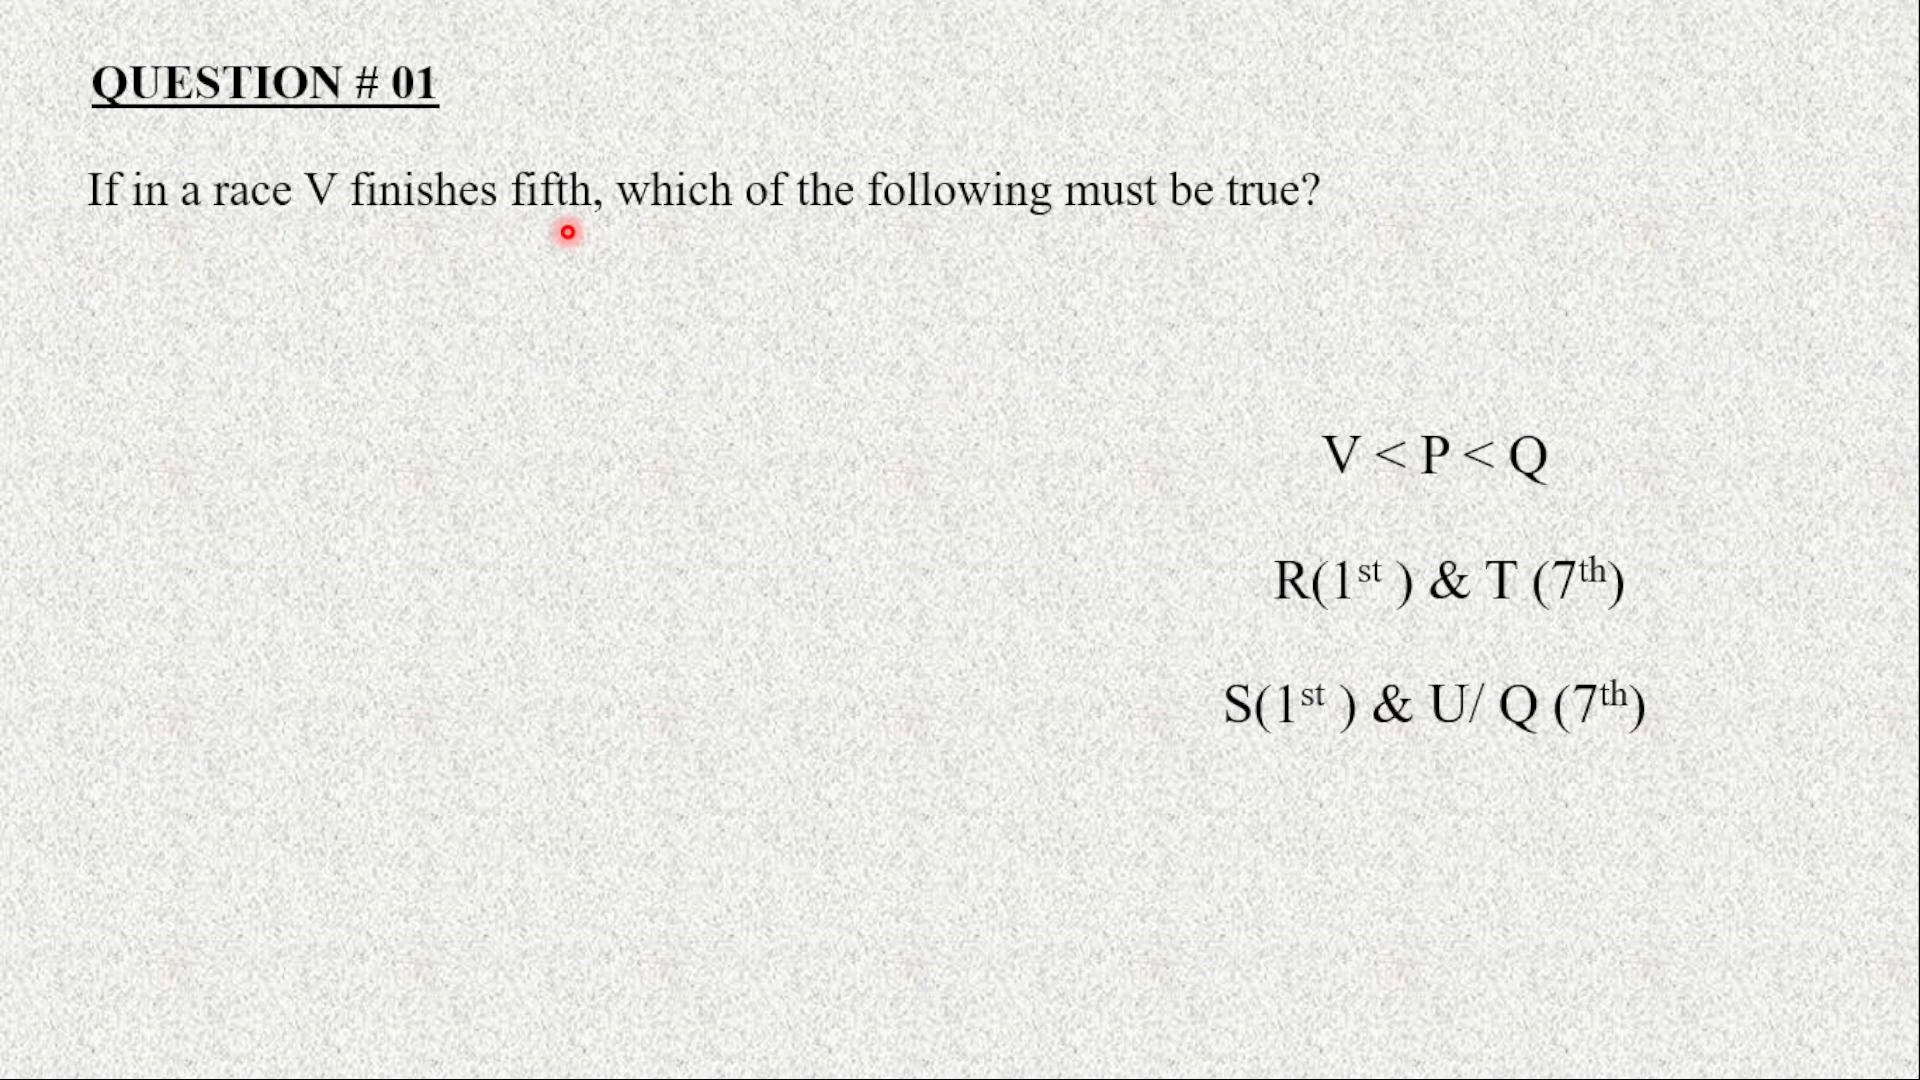 QUESTION # 01
If in a race V finishes fifth, which of the following must be true?
V < P < Q
R(1st ) & T (7th)
S(1st ) & U/ Q (7th)